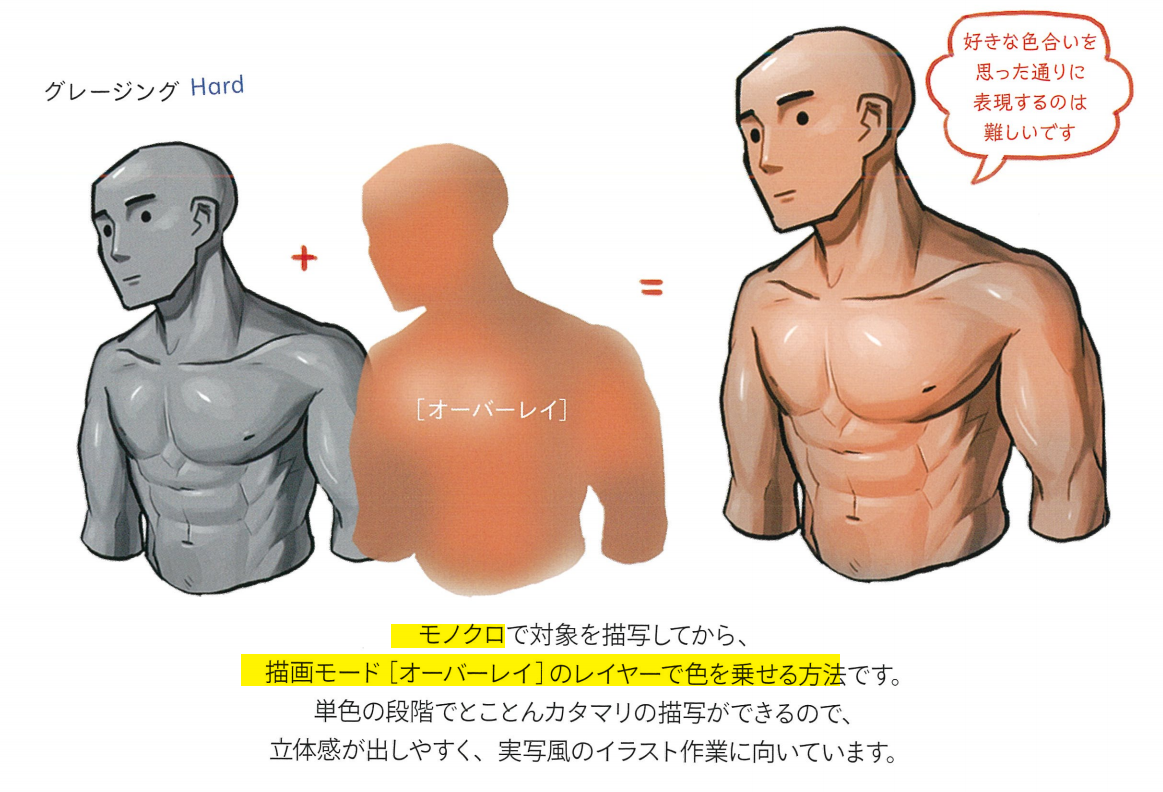 グレージング Hard
好きな色合いを
思った通りに
表現するのは
難しいです
+
=
［オーバーレイ］
モノクロで対象を描写してから、
描画モード［オーバーレイ］のレイヤーで色を乗せる方法です。
単色の段階でとことんカタマリの描写ができるので、
立体感が出しやすく、実写風のイラスト作業に向いています。